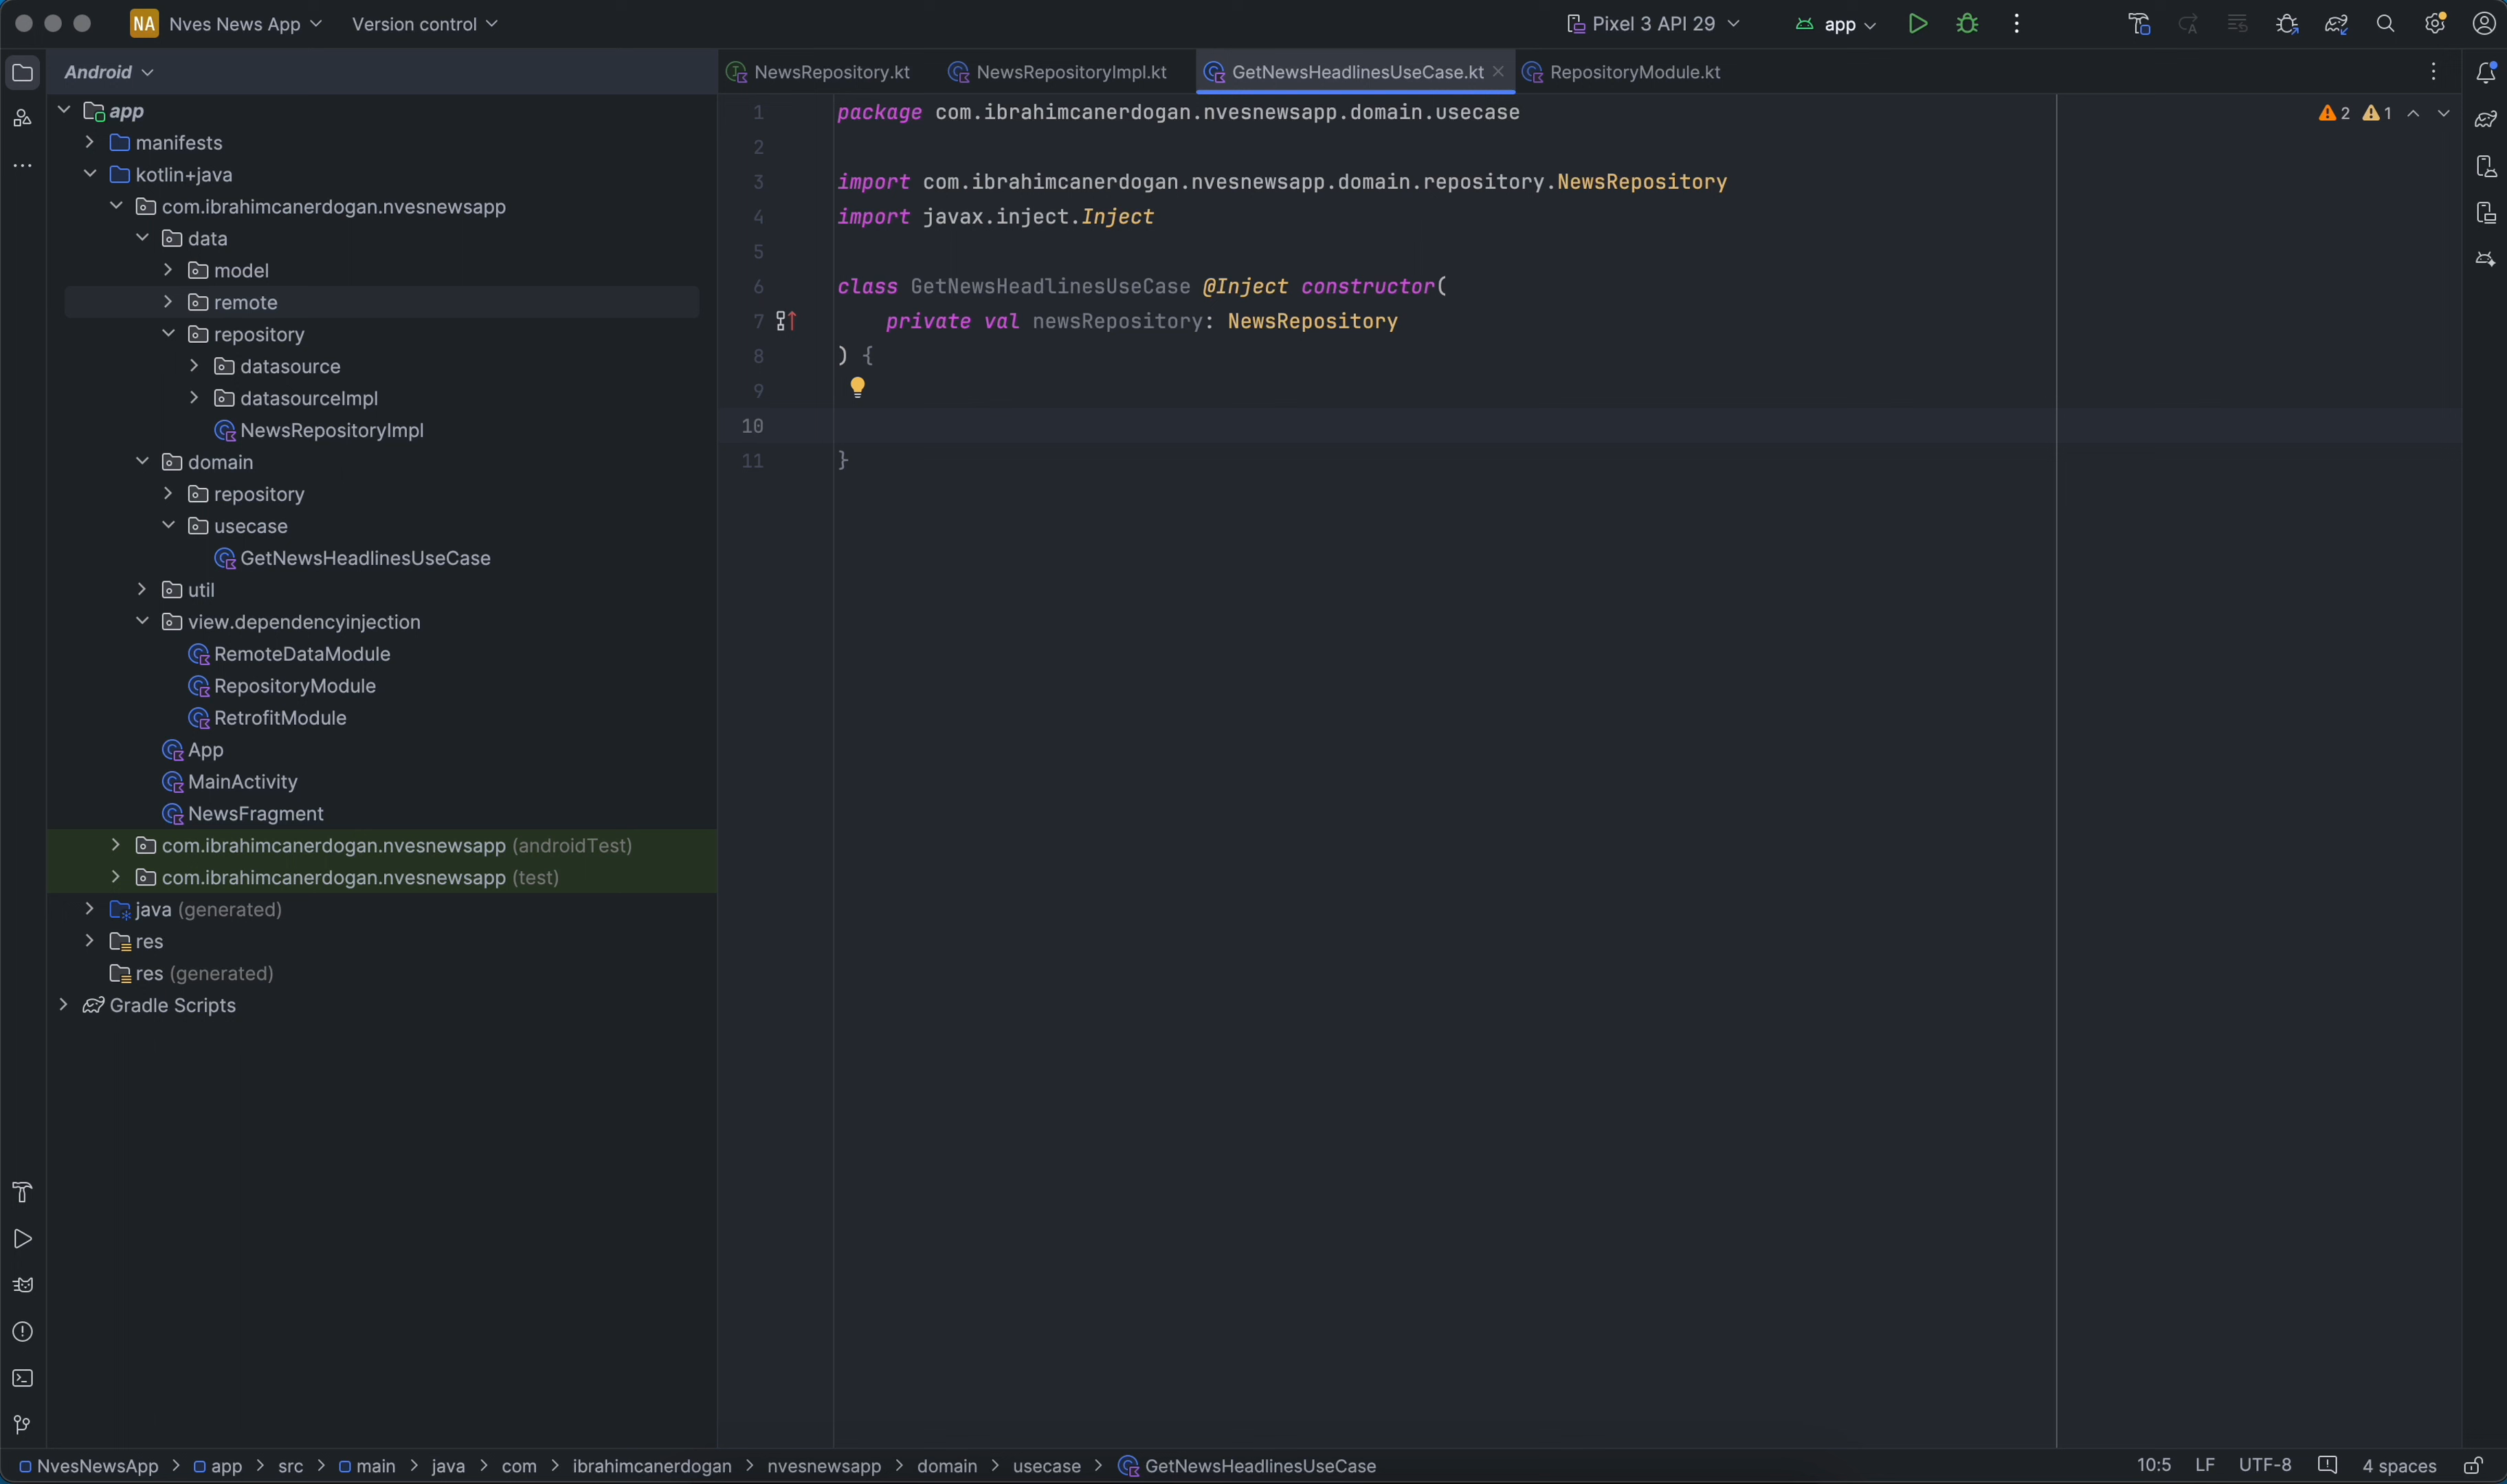 NA Nves News App Version control Pixel 3 API 29 app
Android
app
manifests
kotlin+java
com.ibrahimcanerdogan.nvesnewsapp
data
model
remote
repository
datasource
datasourceImpl
NewsRepositoryImpl
domain
repository
usecase
GetNewsHeadlinesUseCase
util
view.dependencyinjection
RemoteDataModule
RepositoryModule
RetrofitModule
App
MainActivity
NewsFragment
com.ibrahimcanerdogan.nvesnewsapp (androidTest)
com.ibrahimcanerdogan.nvesnewsapp (test)
java (generated)
res
res (generated)
Gradle Scripts
NewsRepository.kt NewsRepositoryImpl.kt GetNewsHeadlinesUseCase.kt RepositoryModule.kt
2 1
1 package com.ibrahimcanerdogan.nvesnewsapp.domain.usecase
2
3 import com.ibrahimcanerdogan.nvesnewsapp.domain.repository.NewsRepository
4 import javax.inject.Inject
5
6 class GetNewsHeadlinesUseCase @Inject constructor(
7 private val newsRepository: NewsRepository
8 ) {
9
10
11 }
NvesNewsApp > app > src > main > java > com > ibrahimcanerdogan > nvesnewsapp > domain > usecase > GetNewsHeadlinesUseCase 10:5 LF UTF-8 4 spaces